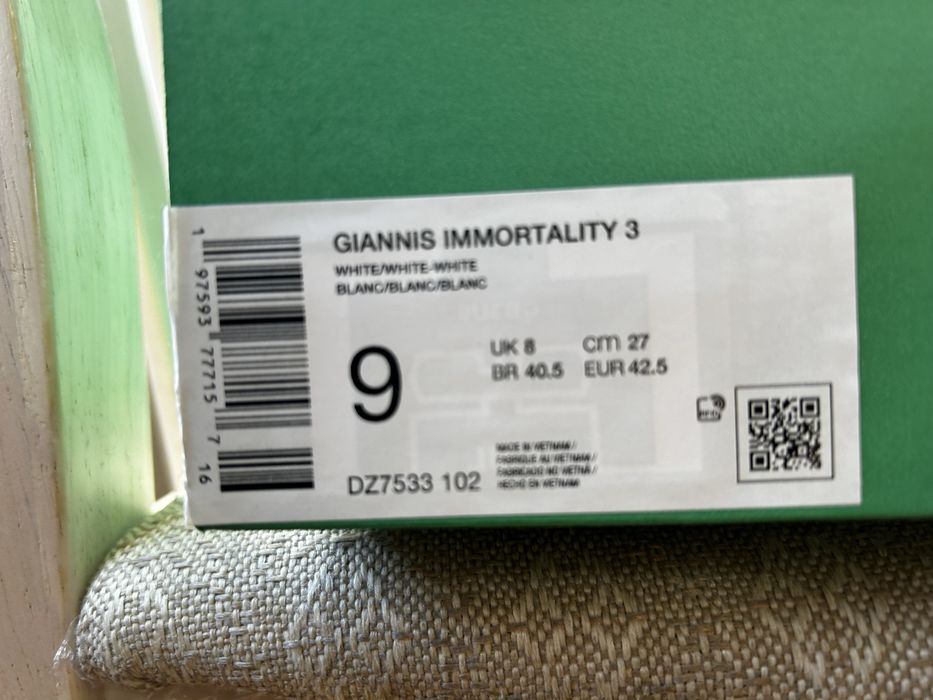 GIANNIS IMMORTALITY 3
WHITE/WHITE-WHITE
BLANC/BLANC/BLANC
9
UK 8 cm 27
BR 40.5 EUR 42.5
DZ7533 102
MADE IN VIETNAM /
FABRIQUE AU VIETNAM /
FABRICADO NO VIETNÃ /
HECHO EN VIETNAM
RFID
1 97593 77715 7 16